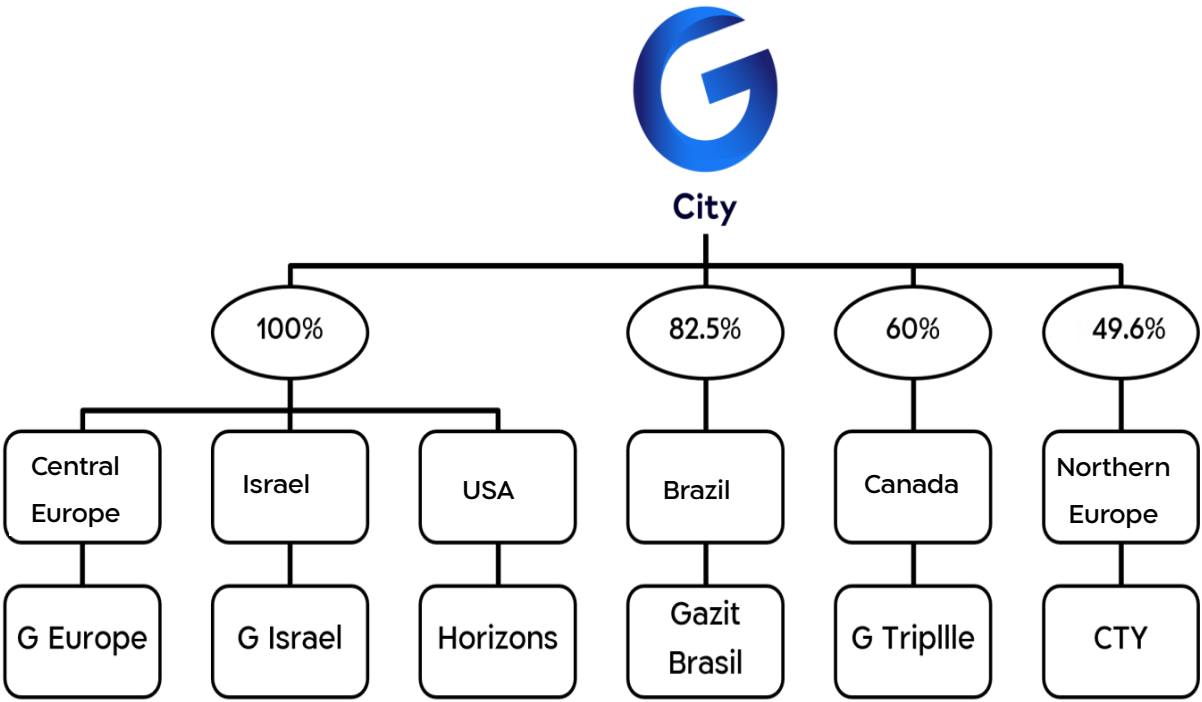 G
City
100%
82.5%
60%
49.6%
Central
Europe
Israel
USA
Brazil
Canada
Northern
Europe
G Europe
G Israel
Horizons
Gazit
Brasil
G Tripllle
CTY